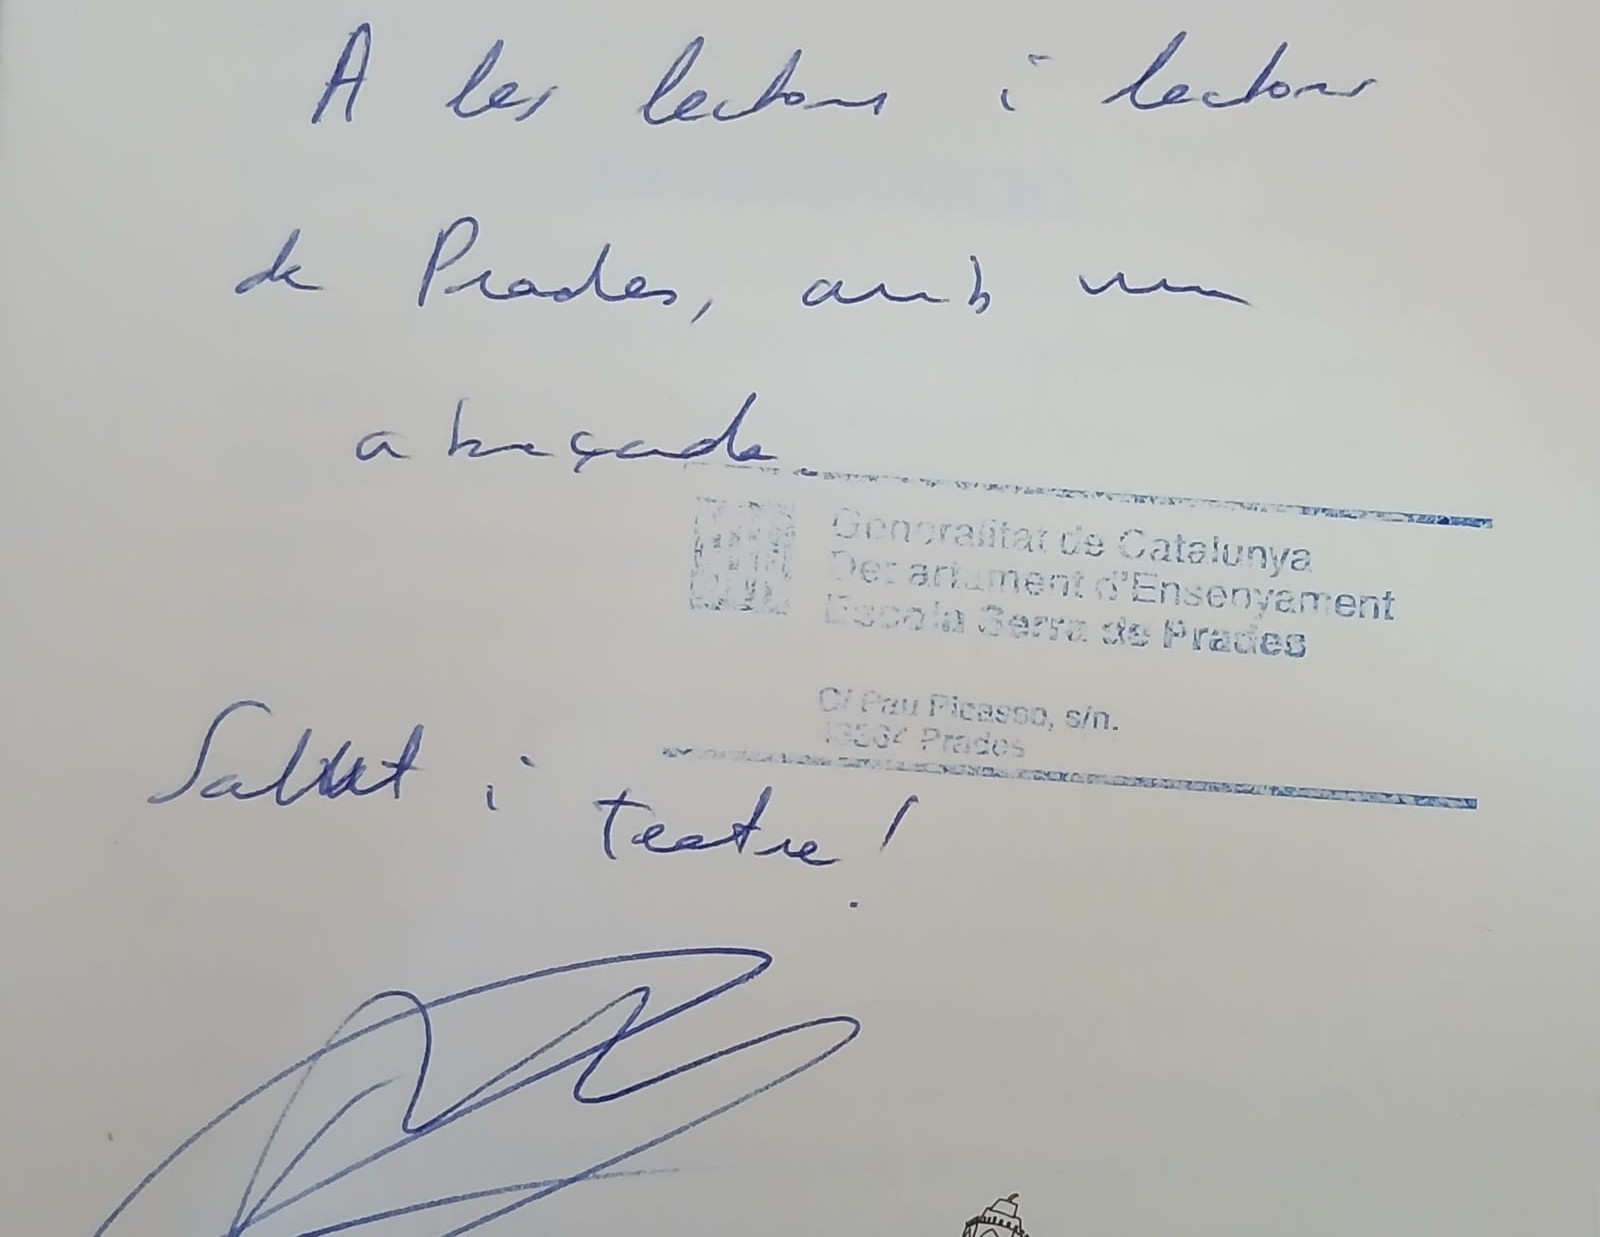 A les lectores i lectors
de Prades, amb una
abraçada.
Generalitat de Catalunya
Departament d'Ensenyament
Escola Serra de Prades
C/ Pau Picasso, s/n.
43364 Prades
Salut i teatre!